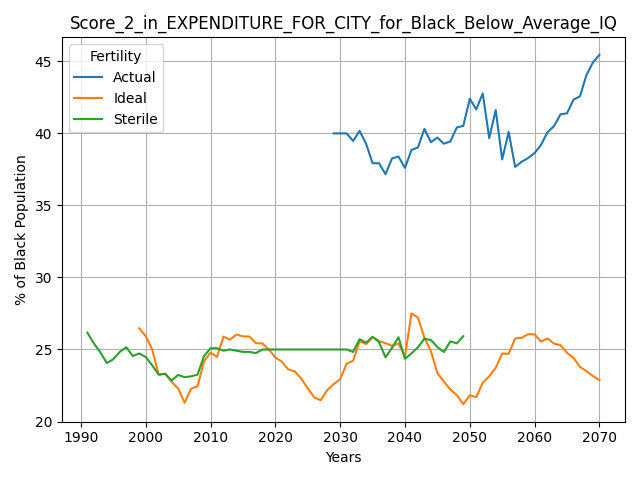 Score_2_in_EXPENDITURE_FOR_CITY_for_Black_Below_Average_IQ
Fertility
Actual
Ideal
Sterile
% of Black Population
45
40
35
30
25
20
1990 2000 2010 2020 2030 2040 2050 2060 2070
Years